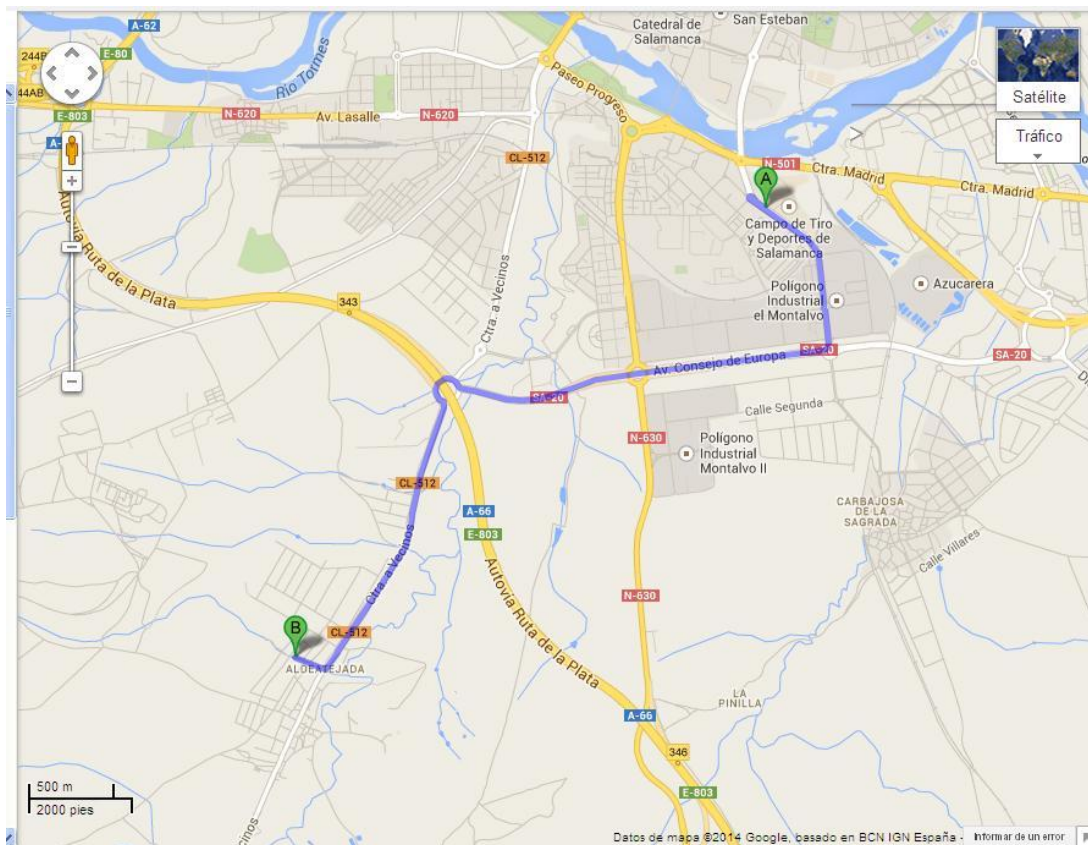 A-62
E-80
244B
44AB
E-803
A-
Río Tormes
N-620
Av. Lasalle
N-620
Paseo Progreso
Catedral de
Salamanca
San Esteban
Satélite
Tráfico
CL-512
N-501
Ctra. Madrid
Ctra. Madrid
A
Campo de Tiro
y Deportes de
Salamanca
Autovía Ruta de la Plata
343
Ctra. a Vecinos
Polígono
Industrial
el Montalvo
Azucarera
SA-20
SA-20
Av. Consejo de Europa
SA-20
Calle Segunda
N-630
Polígono
Industrial
Montalvo II
CL-512
A-66
E-803
CARBAJOSA
DE LA
SAGRADA
Calle Villares
Ctra. a Vecinos
N-630
B
CL-512
ALDEATEJADA
Autovía Ruta de la Plata
LA
PINILLA
A-66
346
E-803
500 m
2000 pies
Datos de mapa ©2014 Google, basado en BCN IGN España -
Informar de un error